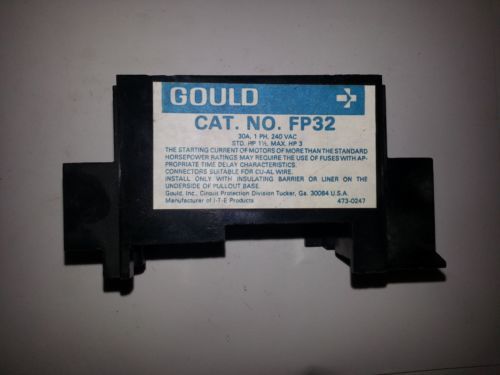 GOULD
CAT. NO. FP32
30A, 1 PH, 240 VAC
STD. HP 1½, MAX. HP 3
THE STARTING CURRENT OF MOTORS OF MORE THAN THE STANDARD
HORSEPOWER RATINGS MAY REQUIRE THE USE OF FUSES WITH AP-
PROPRIATE TIME DELAY CHARACTERISTICS.
CONNECTORS SUITABLE FOR CU-AL WIRE.
INSTALL ONLY WITH INSULATING BARRIER OR LINER ON THE
UNDERSIDE OF PULLOUT BASE.
Gould, Inc., Circuit Protection Division Tucker, Ga. 30084 U.S.A.
Manufacturer of I-T-E Products 473-0247